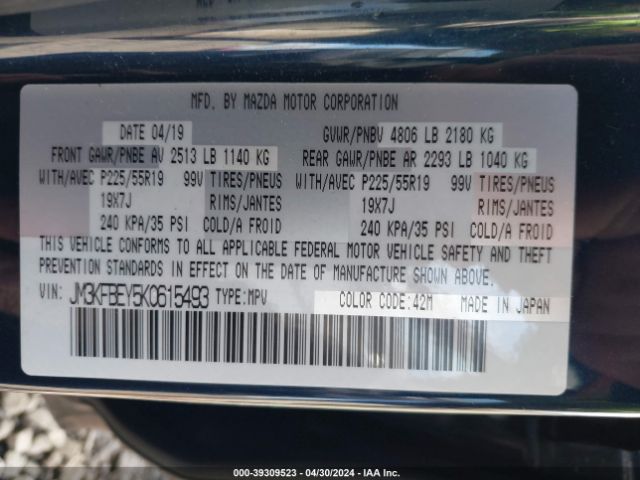 MFD. BY MAZDA MOTOR CORPORATION
DATE 04/19 GVWR/PNBV 4806 LB 2180 KG
FRONT GAWR/PNBE AV 2513 LB 1140 KG REAR GAWR/PNBE AR 2293 LB 1040 KG
WITH/AVEC P225/55R19 99V TIRES/PNEUS WITH/AVEC P225/55R19 99V TIRES/PNEUS
19X7J RIMS/JANTES 19X7J RIMS/JANTES
240 KPA/35 PSI COLD/A FROID 240 KPA/35 PSI COLD/A FROID
THIS VEHICLE CONFORMS TO ALL APPLICABLE FEDERAL MOTOR VEHICLE SAFETY AND THEFT
PREVENTION STANDARDS IN EFFECT ON THE DATE OF MANUFACTURE SHOWN ABOVE.
VIN: JM3KFBEY5K0615493 TYPE:MPV COLOR CODE:42M MADE IN JAPAN
000-39309523 - 04/30/2024 - IAA Inc.